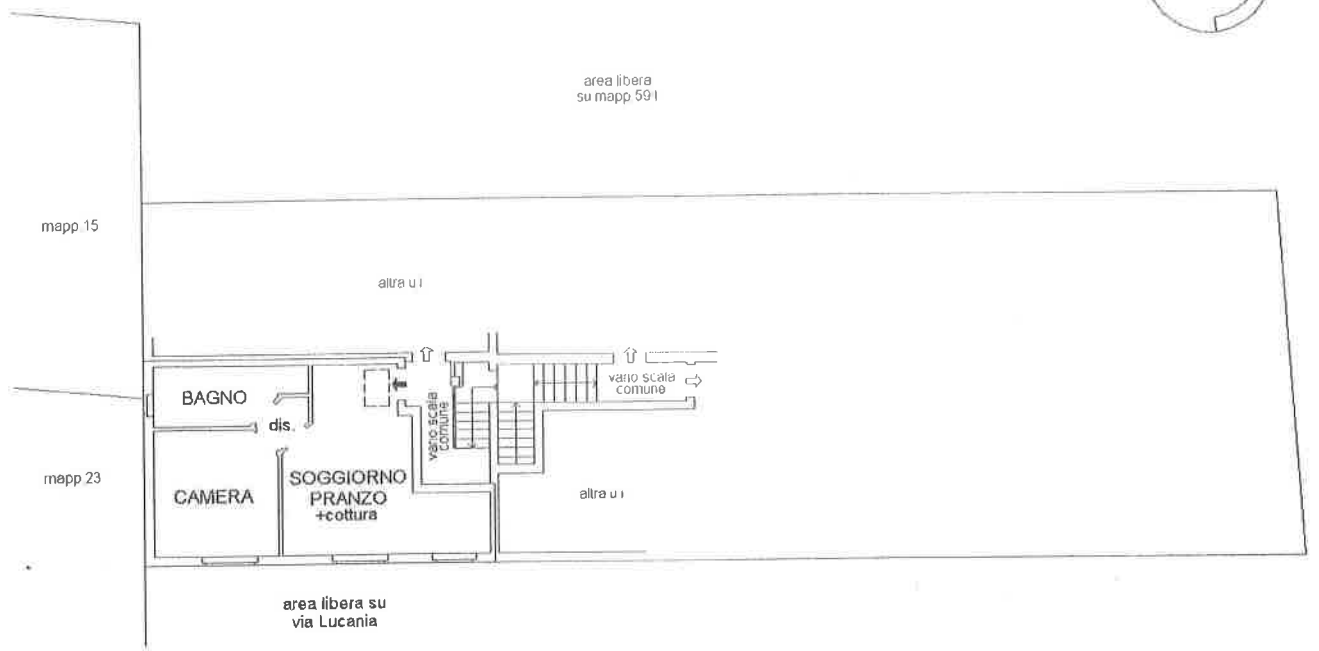 area libera
su mapp 591
mapp 15
altra u i
vano scala
comune
BAGNO
dis.
vano scala
comune
mapp 23
CAMERA
SOGGIORNO
PRANZO
+cottura
altra u i
area libera su
via Lucania